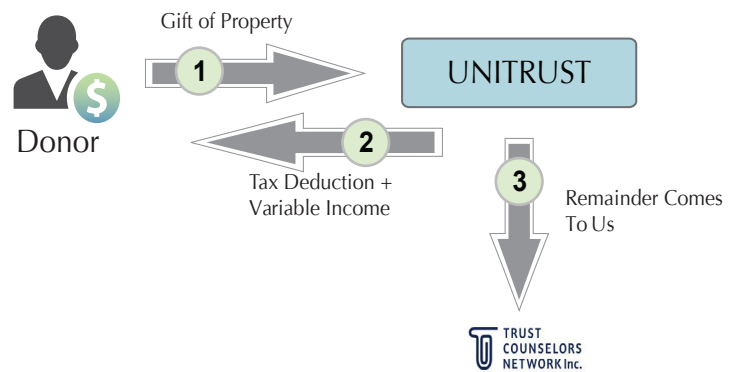 Gift of Property
1
UNITRUST
$
Donor
2
Tax Deduction +
Variable Income
3
Remainder Comes
To Us
TRUST
COUNSELORS
NETWORK Inc.